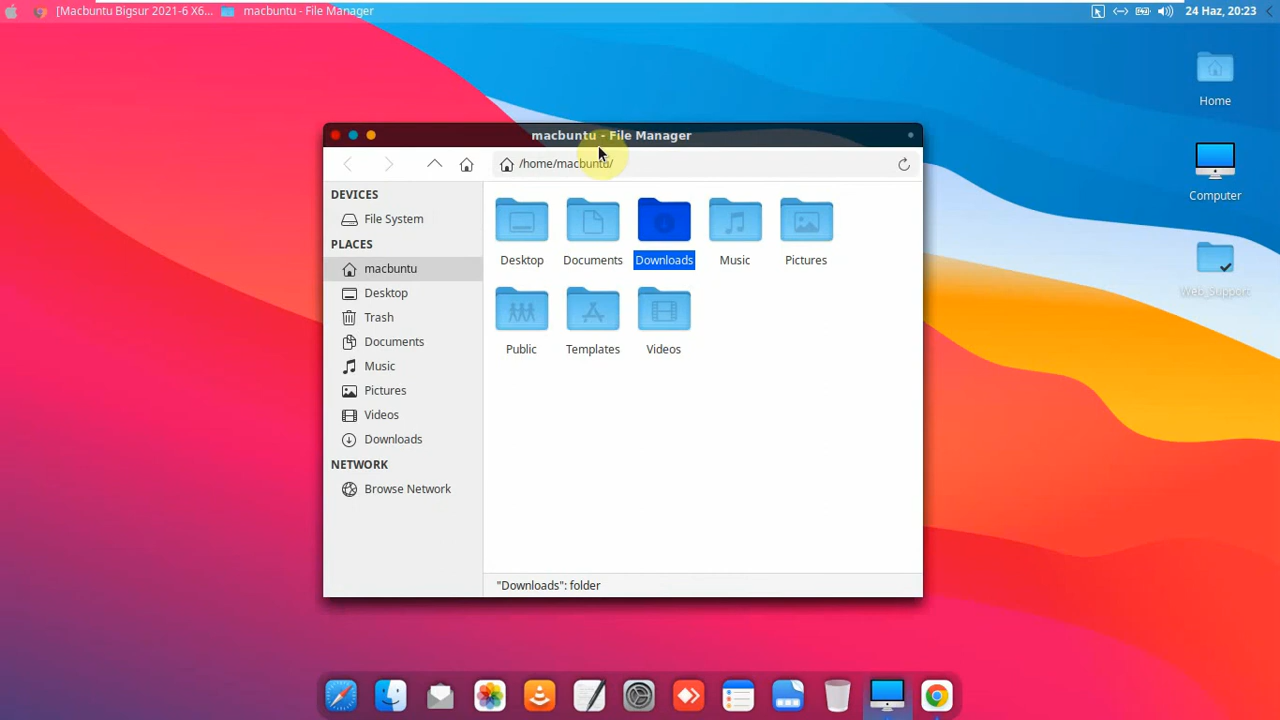 [Macbuntu Bigsur 2021-6 X6... macbuntu - File Manager 24 Haz, 20:23
Home
Computer
Web_Support
macbuntu - File Manager
/home/macbuntu/
DEVICES
File System
PLACES
macbuntu
Desktop
Trash
Documents
Music
Pictures
Videos
Downloads
NETWORK
Browse Network
Desktop Documents Downloads Music Pictures
Public Templates Videos
"Downloads": folder